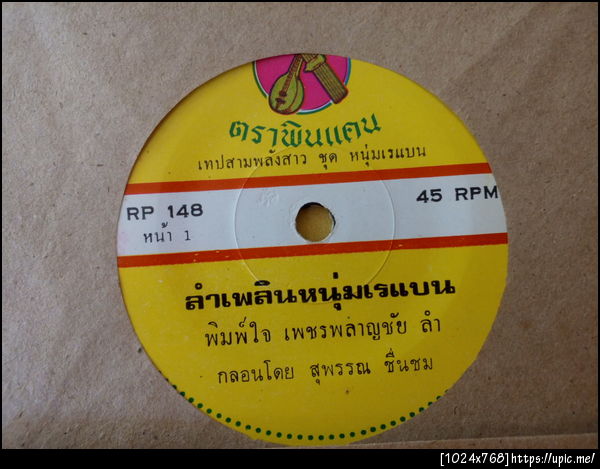 ตราพินแคน
เทปสามพลังสาว ชุด หนุ่มเรแบน
RP 148
45 RPM
หน้า 1
ลำเพลินหนุ่มเรแบน
พิมพ์ใจ เพชรพลาญชัย ลำ
กลอนโดย สุพรรณ ชื่นชม
[1024x768]https://upic.me/